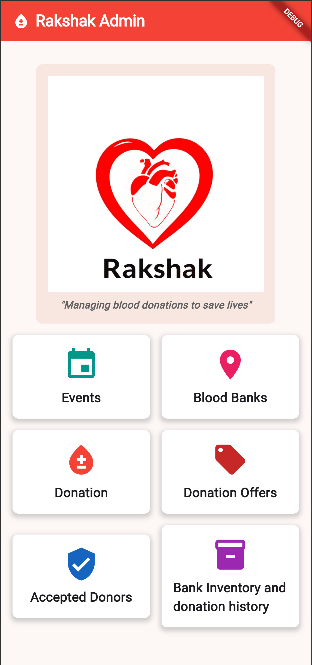 Rakshak Admin
DEBUG
Rakshak
"Managing blood donations to save lives"
Events
Blood Banks
Donation
Donation Offers
Accepted Donors
Bank Inventory and
donation history